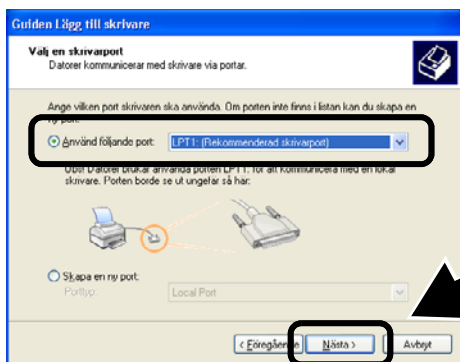 Guiden Lägg till skrivare
Välj en skrivarport
Datorer kommunicerar med skrivare via portar.
Ange vilken port skrivaren ska använda. Om porten inte finns i listan kan du skapa en
ny port.
Använd följande port: LPT1: (Rekommenderad skrivarport)
Obs! Datorer brukar använda porten LPT1: för att kommunicera med en lokal
skrivare. Porten borde se ut ungefär så här:
Skapa en ny port:
Porttyp: Local Port
< Föregående Nästa > Avbryt